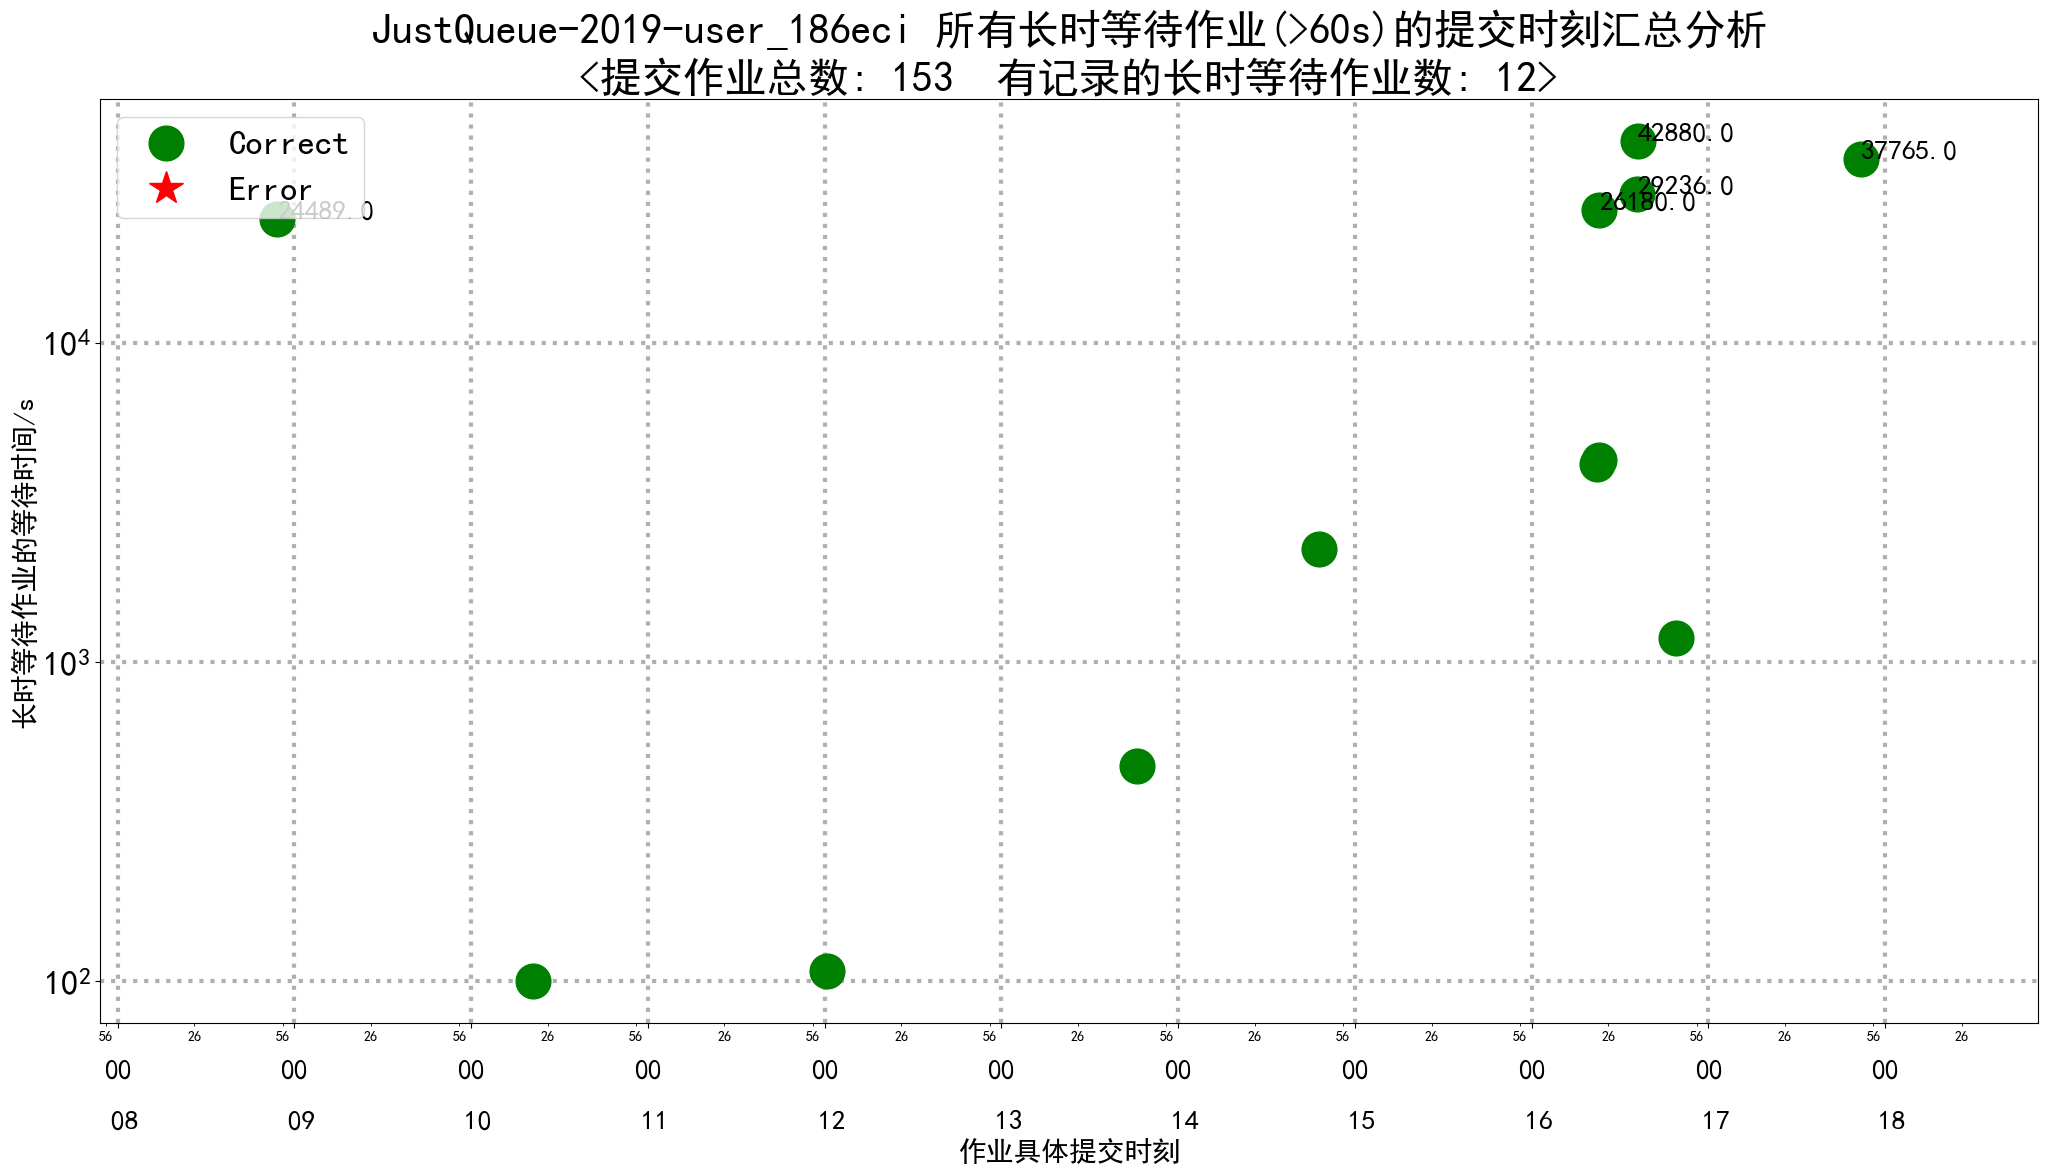 JustQueue-2019-user_186eci 所有长时等待作业(>60s)的提交时刻汇总分析
<提交作业总数: 153  有记录的长时等待作业数: 12>
Correct
Error
24489.0
42880.0
37765.0
29236.0
26180.0
长时等待作业的等待时间/s
10⁴
10³
10²
56 26 56 26 56 26 56 26 56 26 56 26 56 26 56 26 56 26 56 26 56 26
00 00 00 00 00 00 00 00 00 00 00
08 09 10 11 12 13 14 15 16 17 18
作业具体提交时刻